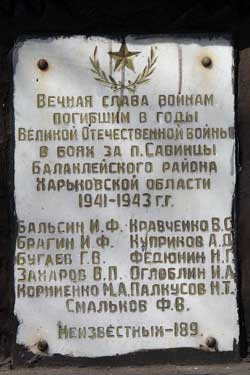 Вечная слава воинам
погибшим в годы
Великой Отечественной войны
в боях за п. Савинцы
Балаклейского района
Харьковской области
1941-1943 г.г.
Бальсин И.Ф. Кравченко В.С.
Брагин И.Ф. Куприков А.Д.
Бугаев Г.В. Федюнин Н.Г.
Захаров В.П. Оглоблин И.А.
Корниенко М.А. Палкусов Н.Т.
Смальков Ф.В.
Неизвестных-189.